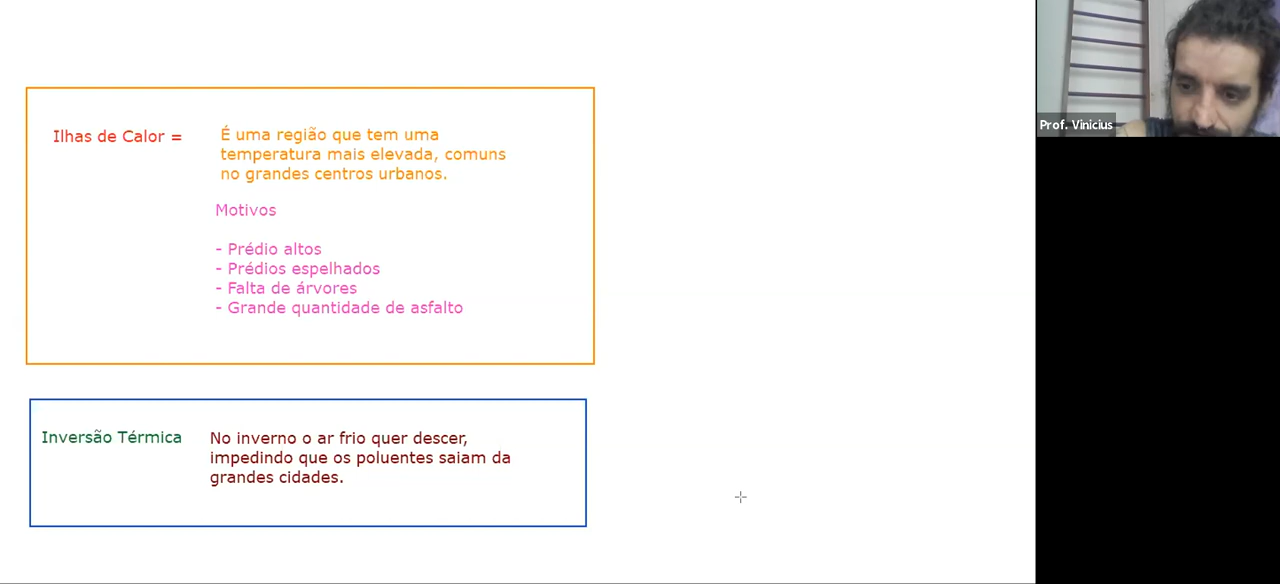 Ilhas de Calor =
É uma região que tem uma
temperatura mais elevada, comuns
no grandes centros urbanos.
Motivos
- Prédio altos
- Prédios espelhados
- Falta de árvores
- Grande quantidade de asfalto
Inversão Térmica
No inverno o ar frio quer descer,
impedindo que os poluentes saiam da
grandes cidades.
Prof. Vinicius